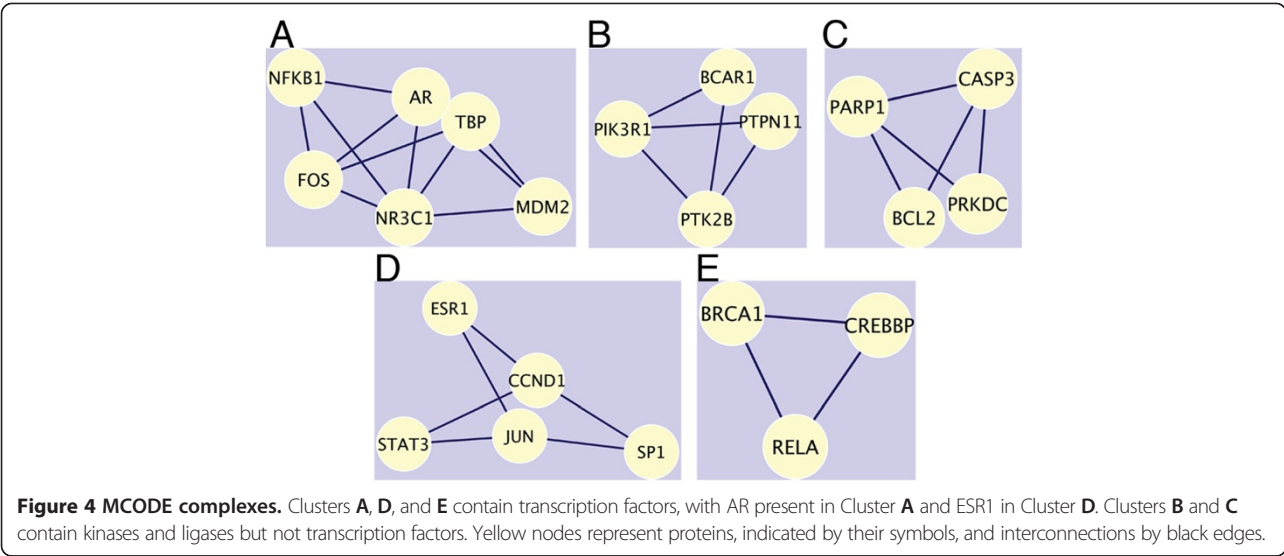 A
NFKB1
AR
TBP
FOS
NR3C1
MDM2
B
BCAR1
PIK3R1
PTPN11
PTK2B
C
CASP3
PARP1
BCL2
PRKDC
D
ESR1
CCND1
STAT3
JUN
SP1
E
BRCA1
CREBBP
RELA
Figure 4 MCODE complexes. Clusters A, D, and E contain transcription factors, with AR present in Cluster A and ESR1 in Cluster D. Clusters B and C
contain kinases and ligases but not transcription factors. Yellow nodes represent proteins, indicated by their symbols, and interconnections by black edges.